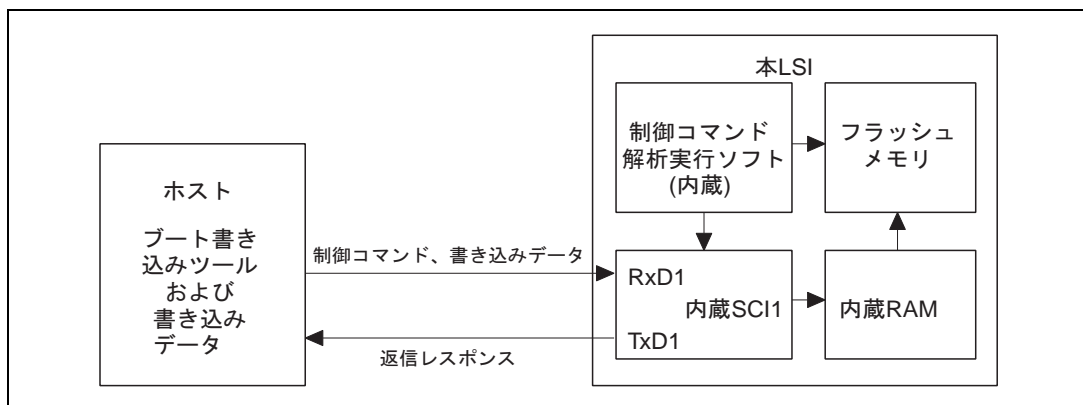 本LSI
制御コマンド
解析実行ソフト
(内蔵)
フラッシュ
メモリ
ホスト
ブート書き
込みツール
および
書き込み
データ
制御コマンド、書き込みデータ
返信レスポンス
RxD1
内蔵SCI1
TxD1
内蔵RAM